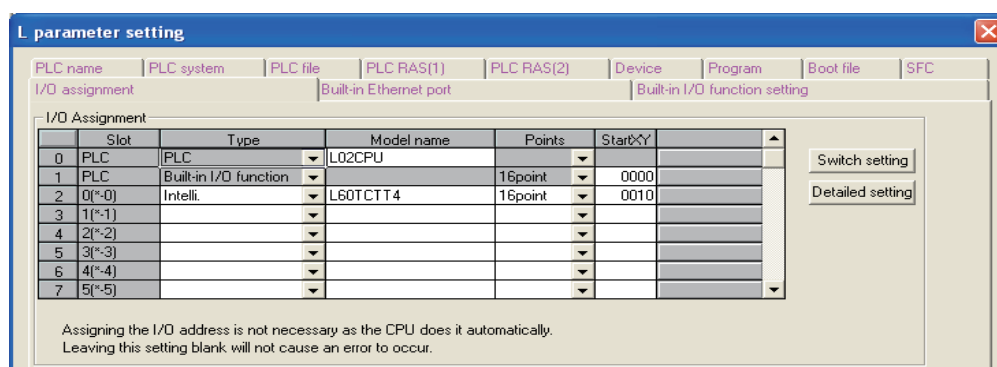 L parameter setting
PLC name PLC system PLC file PLC RAS(1) PLC RAS(2) Device Program Boot file SFC
I/O assignment Built-in Ethernet port Built-in I/O function setting
I/O Assignment
Slot Type Model name Points StartXY
0 PLC PLC L02CPU
1 PLC Built-in I/O function 16point 0000
2 0(*-0) Intelli. L60TCTT4 16point 0010
3 1(*-1)
4 2(*-2)
5 3(*-3)
6 4(*-4)
7 5(*-5)
Switch setting
Detailed setting
Assigning the I/O address is not necessary as the CPU does it automatically.
Leaving this setting blank will not cause an error to occur.